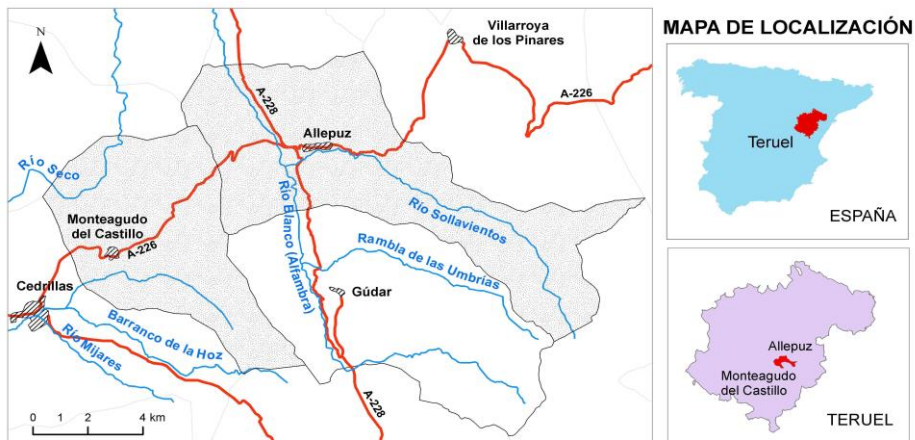 N
Villarroya
de los Pinares
A-226
A-228
Allepuz
Río Seco
Río Sollavientos
Río Blanco (Alfambra)
Monteagudo
del Castillo
A-226
Rambla de las Umbrias
Cedrillas
Gúdar
Barranco de la Hoz
Río Mijares
A-228
0 1 2 4 km
MAPA DE LOCALIZACIÓN
Teruel
ESPAÑA
Allepuz
Monteagudo
del Castillo
TERUEL